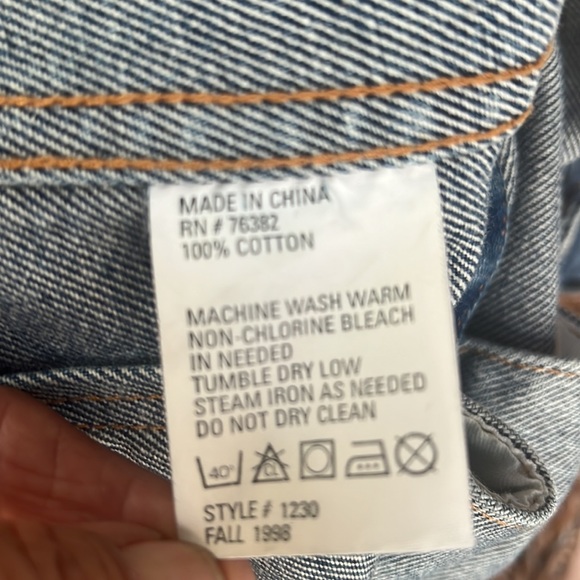 MADE IN CHINA
RN # 76382
100% COTTON
MACHINE WASH WARM
NON-CHLORINE BLEACH
IN NEEDED
TUMBLE DRY LOW
STEAM IRON AS NEEDED
DO NOT DRY CLEAN
40° CL
STYLE # 1230
FALL 1998